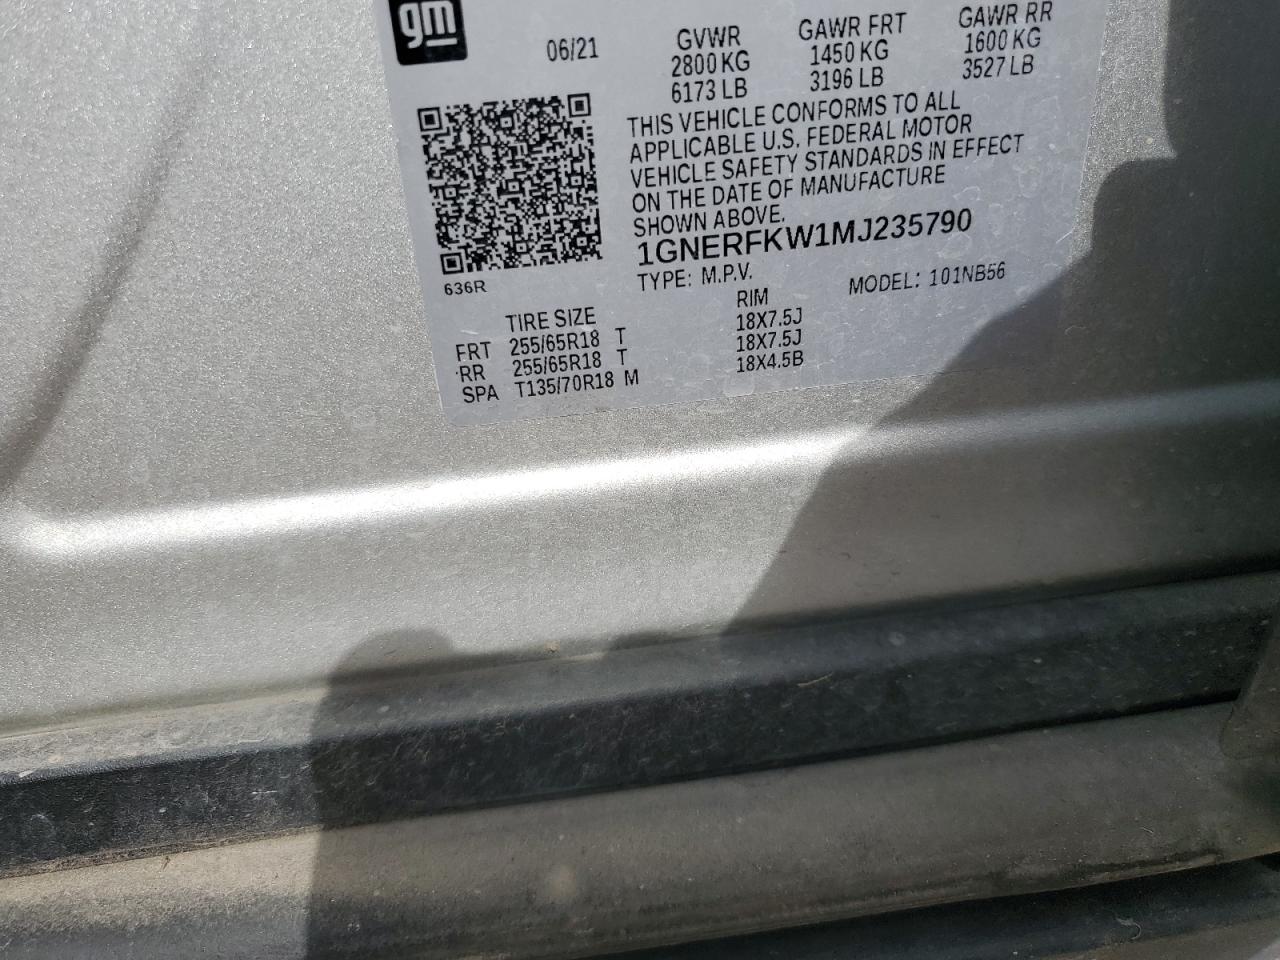 gm
06/21 GVWR GAWR FRT GAWR RR
2800 KG 1450 KG 1600 KG
6173 LB 3196 LB 3527 LB
THIS VEHICLE CONFORMS TO ALL
APPLICABLE U.S. FEDERAL MOTOR
VEHICLE SAFETY STANDARDS IN EFFECT
ON THE DATE OF MANUFACTURE
SHOWN ABOVE.
1GNERFKW1MJ235790
636R
TYPE: M.P.V. MODEL: 101NB56
TIRE SIZE RIM
FRT 255/65R18 T 18X7.5J
RR 255/65R18 T 18X7.5J
SPA T135/70R18 M 18X4.5B